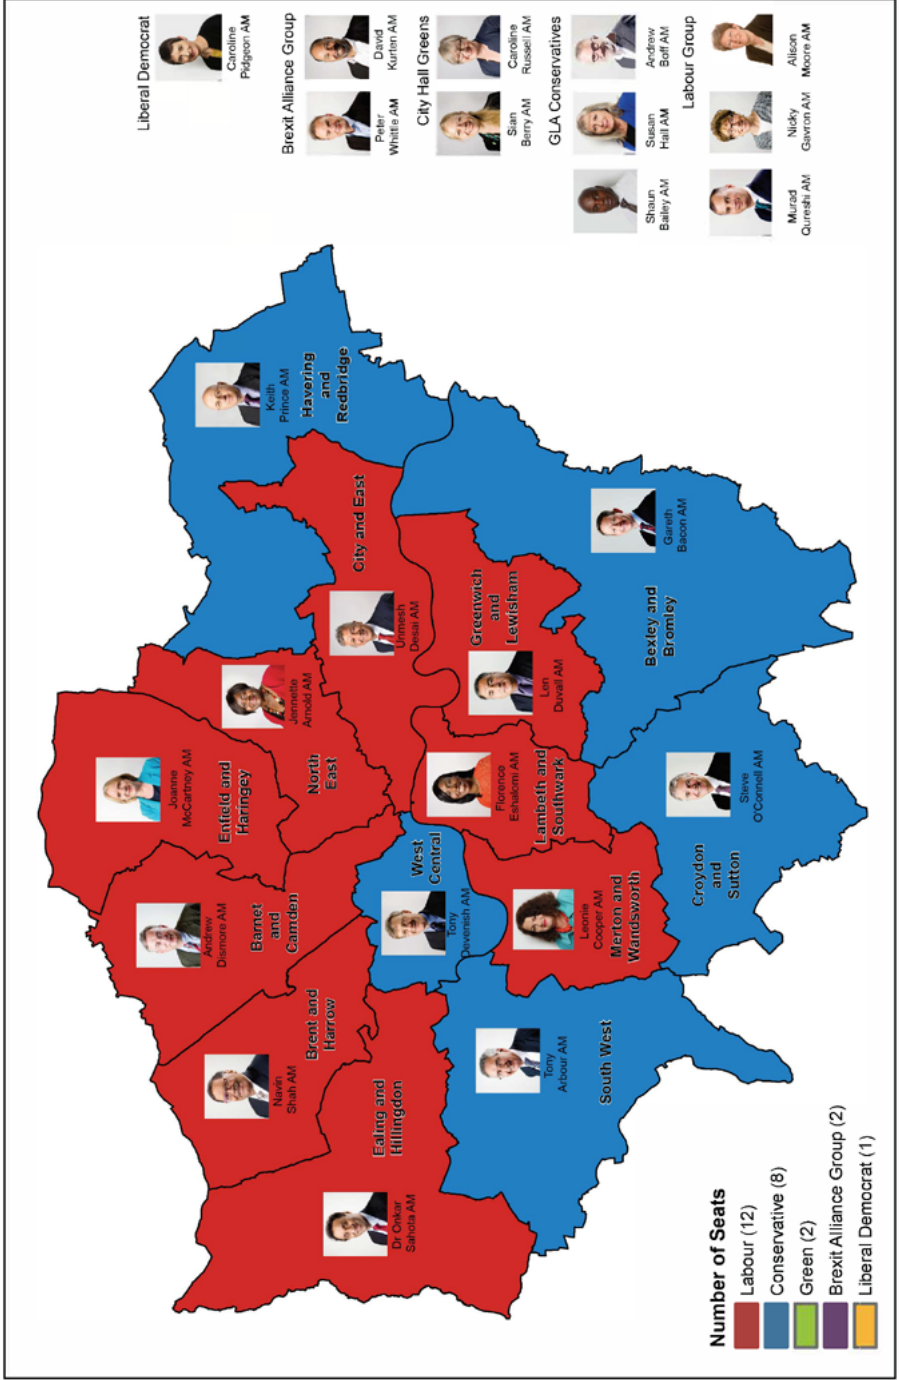 Liberal Democrat
Caroline
Pidgeon AM
Brexit Alliance Group
Peter
Whittle AM
David
Kurten AM
City Hall Greens
Sian
Berry AM
Caroline
Russell AM
GLA Conservatives
Shaun
Bailey AM
Susan
Hall AM
Andrew
Boff AM
Labour Group
Murad
Qureshi AM
Nicky
Gavron AM
Alison
Moore AM
Joanne
McCartney AM
Enfield and
Haringey
Andrew
Dismore AM
Barnet
and
Camden
Navin
Shah AM
Brent and
Harrow
Dr Onkar
Sahota AM
Ealing and
Hillingdon
Jennette
Arnold AM
North
East
Keith
Prince AM
Havering
and
Redbridge
Unmesh
Desai AM
City and East
West
Central
Tony
Devenish AM
Florence
Eshalomi AM
Lambeth and
Southwark
Len
Duvall AM
Greenwich
and
Lewisham
Gareth
Bacon AM
Bexley and
Bromley
Leonie
Cooper AM
Merton and
Wandsworth
Tony
Arbour AM
South West
Steve
O'Connell AM
Croydon
and
Sutton
Number of Seats
Labour (12)
Conservative (8)
Green (2)
Brexit Alliance Group (2)
Liberal Democrat (1)